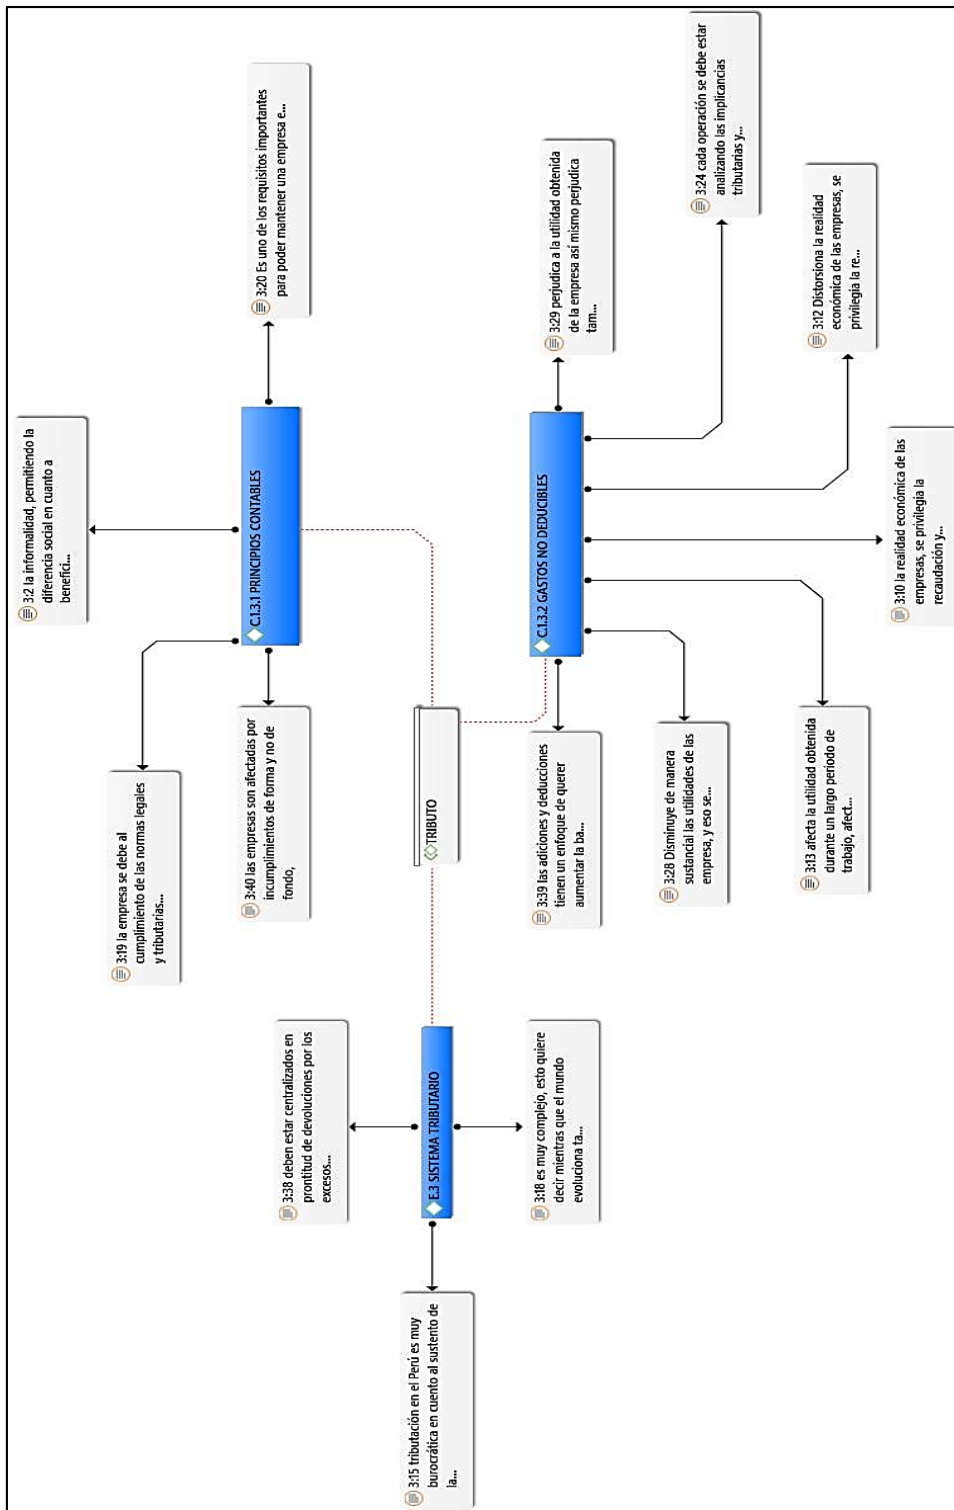 3:15 tributación en el Perú es muy
burocrática en cuento al sustento de
la...
3:38 deben estar centralizados en
prontitud de devoluciones por los
excesos...
E.3 SISTEMA TRIBUTARIO
3:18 es muy complejo, esto quiere
decir mientras que el mundo
evoluciona ta...
TRIBUTO
3:19 la empresa se debe al
cumplimiento de las normas legales
y tributarias...
3:40 las empresas son afectadas por
incumplimientos de forma y no de
fondo,
3:2 la informalidad, permitiendo la
diferencia social en cuanto a
benefici...
C.1.3.1 PRINCIPIOS CONTABLES
3:20 Es uno de los requisitos importantes
para poder mantener una empresa e...
3:39 las adiciones y deducciones
tienen un enfoque de querer
aumentar la ba...
3:28 Disminuye de manera
sustancial las utilidades de las
empresa, y eso se...
3:13 afecta la utilidad obtenida
durante un largo periodo de
trabajo, afect...
C.1.3.2 GASTOS NO DEDUCIBLES
3:10 la realidad económica de las
empresas, se privilegia la
recaudación y...
3:29 perjudica a la utilidad obtenida
de la empresa así mismo perjudica
tam...
3:12 Distorsiona la realidad
económica de las empresas, se
privilegia la re...
3:24 cada operación se debe estar
analizando las implicancias
tributarias y...